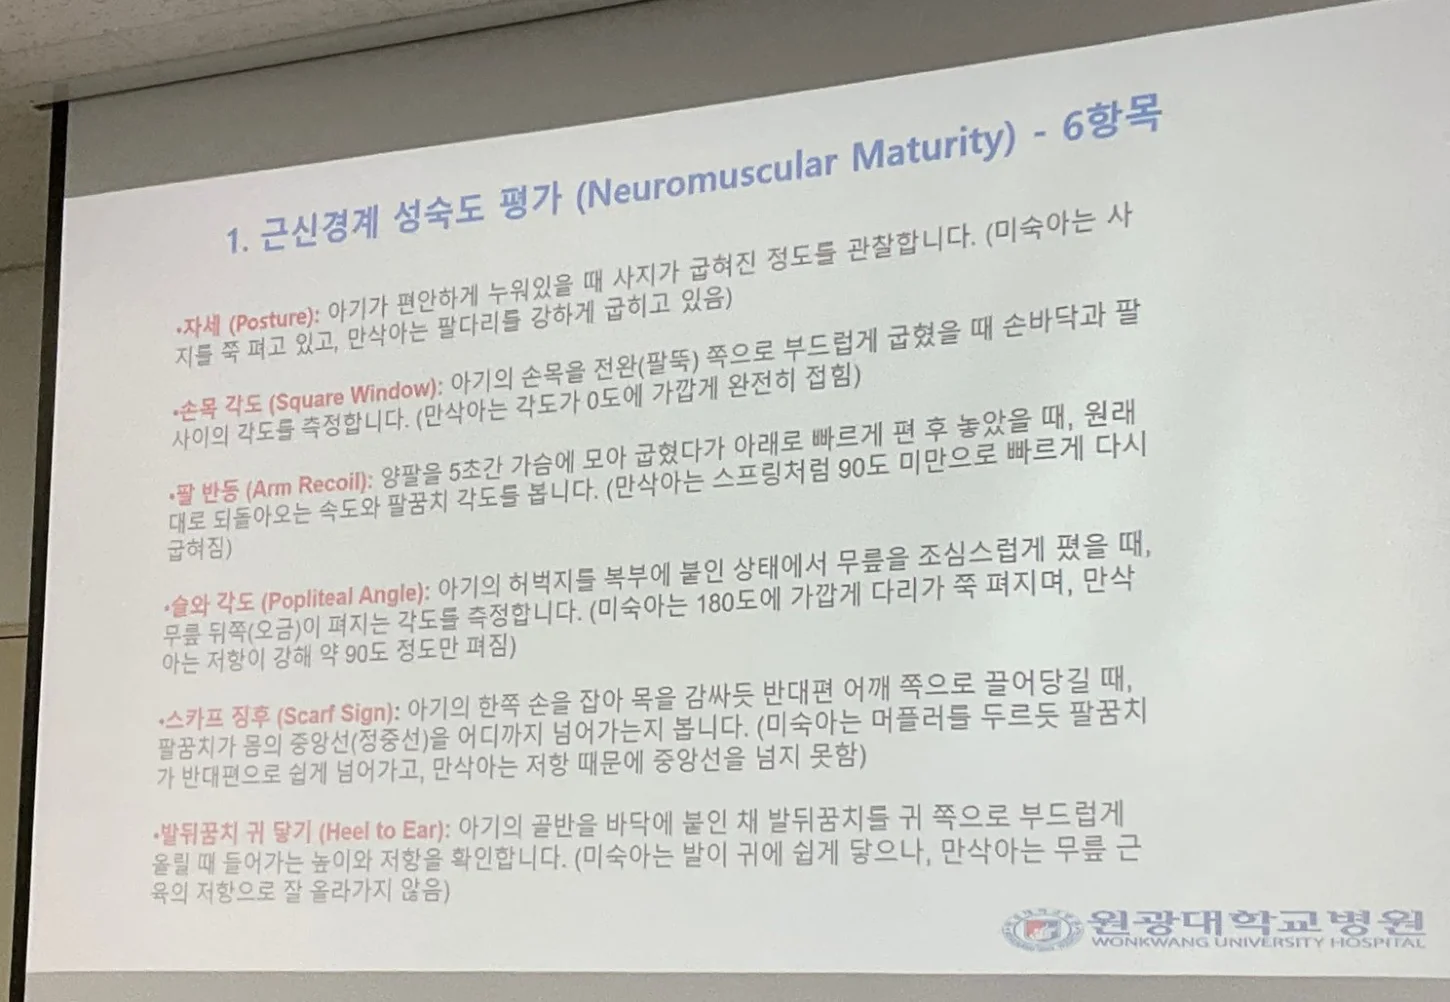 1. 근신경계 성숙도 평가 (Neuromuscular Maturity) - 6항목
•자세 (Posture): 아기가 편안하게 누워있을 때 사지가 굽혀진 정도를 관찰합니다. (미숙아는 사
지를 쭉 펴고 있고, 만삭아는 팔다리를 강하게 굽히고 있음)
•손목 각도 (Square Window): 아기의 손목을 전완(팔뚝) 쪽으로 부드럽게 굽혔을 때 손바닥과 팔
사이의 각도를 측정합니다. (만삭아는 각도가 0도에 가깝게 완전히 접힘)
•팔 반동 (Arm Recoil): 양팔을 5초간 가슴에 모아 굽혔다가 아래로 빠르게 편 후 놓았을 때, 원래
대로 되돌아오는 속도와 팔꿈치 각도를 봅니다. (만삭아는 스프링처럼 90도 미만으로 빠르게 다시
굽혀짐)
•슬와 각도 (Popliteal Angle): 아기의 허벅지를 복부에 붙인 상태에서 무릎을 조심스럽게 폈을 때,
무릎 뒤쪽(오금)이 펴지는 각도를 측정합니다. (미숙아는 180도에 가깝게 다리가 쭉 펴지며, 만삭
아는 저항이 강해 약 90도 정도만 펴짐)
•스카프 징후 (Scarf Sign): 아기의 한쪽 손을 잡아 목을 감싸듯 반대편 어깨 쪽으로 끌어당길 때,
팔꿈치가 몸의 중앙선(정중선)을 어디까지 넘어가는지 봅니다. (미숙아는 머플러를 두르듯 팔꿈치
가 반대편으로 쉽게 넘어가고, 만삭아는 저항 때문에 중앙선을 넘지 못함)
•발뒤꿈치 귀 닿기 (Heel to Ear): 아기의 골반을 바닥에 붙인 채 발뒤꿈치를 귀 쪽으로 부드럽게
올릴 때 들어가는 높이와 저항을 확인합니다. (미숙아는 발이 귀에 쉽게 닿으나, 만삭아는 무릎 근
육의 저항으로 잘 올라가지 않음)
원광대학교병원
WONKWANG UNIVERSITY HOSPITAL